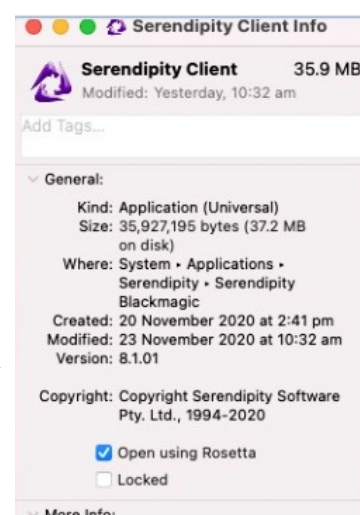 Serendipity Client Info
Serendipity Client 35.9 MB
Modified: Yesterday, 10:32 am
Add Tags...
General:
Kind: Application (Universal)
Size: 35,927,195 bytes (37.2 MB
on disk)
Where: System ▸ Applications ▸
Serendipity ▸ Serendipity
Blackmagic
Created: 20 November 2020 at 2:41 pm
Modified: 23 November 2020 at 10:32 am
Version: 8.1.01
Copyright: Copyright Serendipity Software
Pty. Ltd., 1994-2020
Open using Rosetta
Locked
More Info: